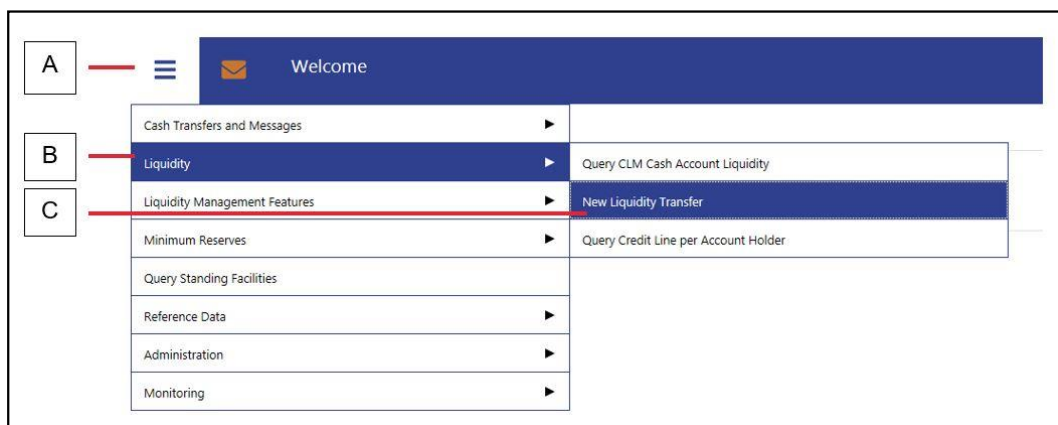 A
Welcome
Cash Transfers and Messages
B
Liquidity
Query CLM Cash Account Liquidity
C
Liquidity Management Features
New Liquidity Transfer
Minimum Reserves
Query Credit Line per Account Holder
Query Standing Facilities
Reference Data
Administration
Monitoring